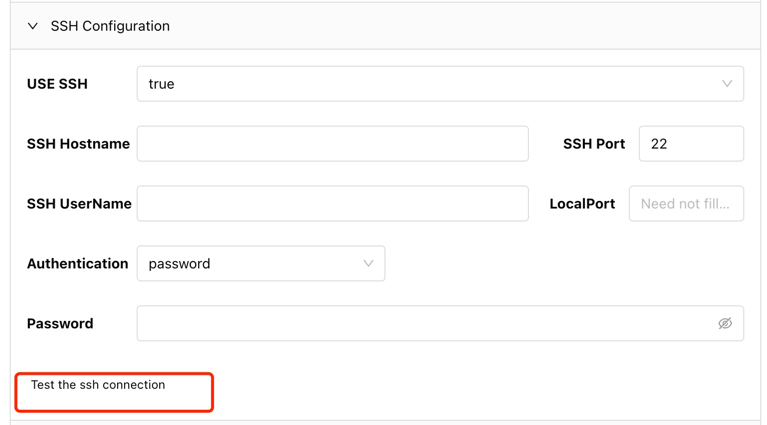 SSH Configuration
USE SSH true
SSH Hostname SSH Port 22
SSH UserName LocalPort Need not fill...
Authentication password
Password
Test the ssh connection